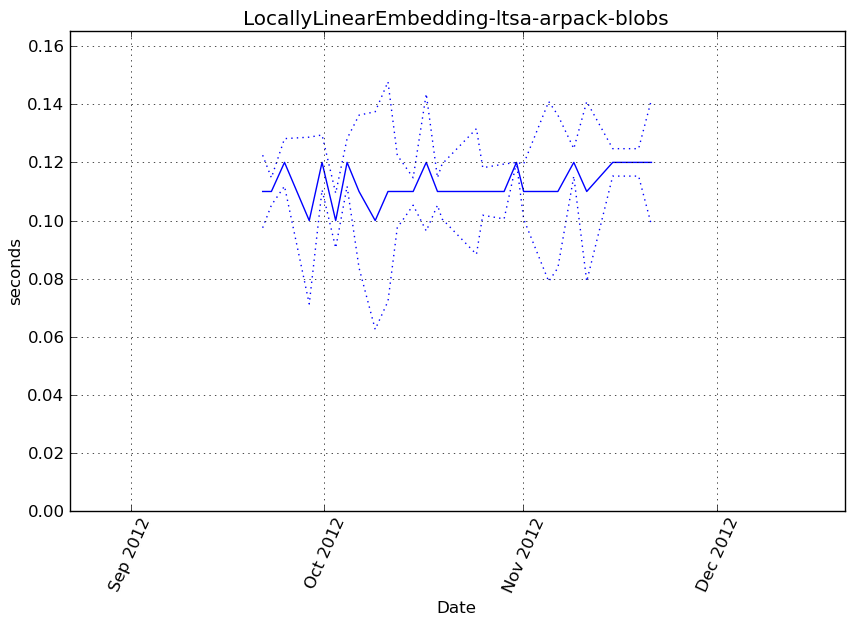 LocallyLinearEmbedding-ltsa-arpack-blobs
0.16
0.14
0.12
0.10
0.08
0.06
0.04
0.02
0.00
seconds
Sep 2012
Oct 2012
Nov 2012
Dec 2012
Date